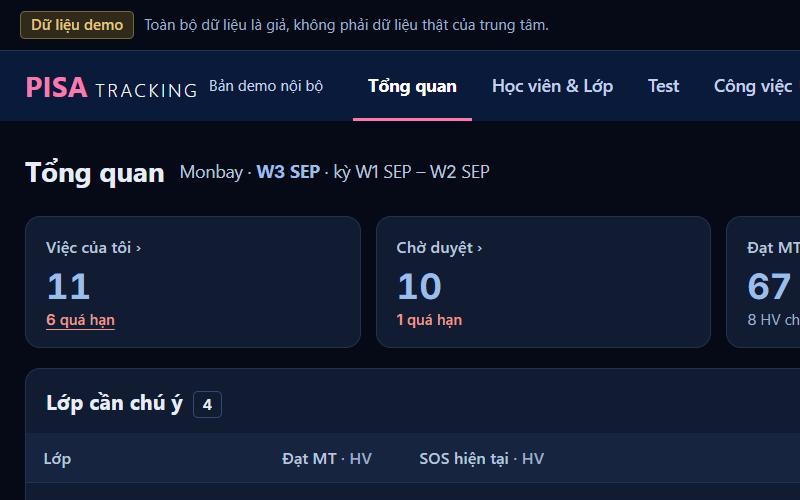 Dữ liệu demo Toàn bộ dữ liệu là giả, không phải dữ liệu thật của trung tâm.
PISA TRACKING Bản demo nội bộ Tổng quan Học viên & Lớp Test Công việc
Tổng quan Monbay · W3 SEP · kỳ W1 SEP – W2 SEP
Việc của tôi › Chờ duyệt › Đạt MT
11 10 67
6 quá hạn 1 quá hạn 8 HV ch
Lớp cần chú ý 4
Lớp Đạt MT · HV SOS hiện tại · HV